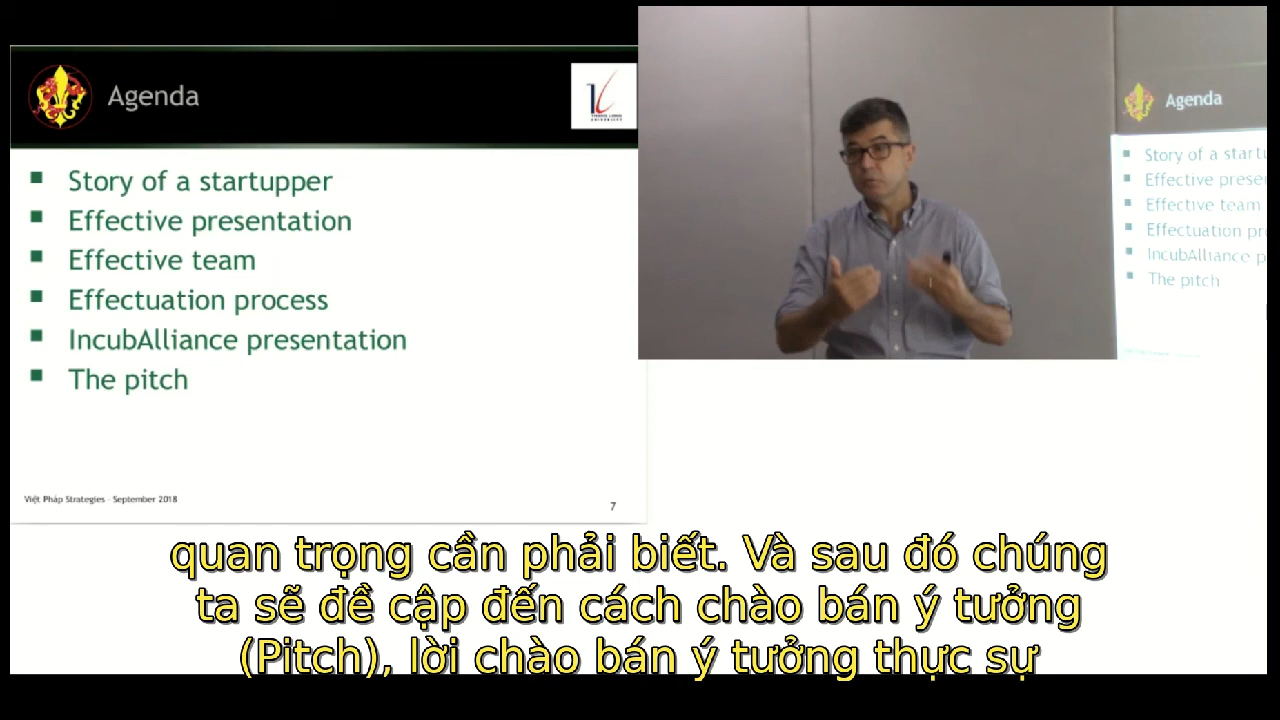 Agenda
THANG LONG
UNIVERSITY
Story of a startupper
Effective presentation
Effective team
Effectuation process
IncubAlliance presentation
The pitch
Việt Pháp Strategies - September 2018
7
Agenda
Story of a startu
Effective prese
Effective team
Effectuation pr
IncubAlliance p
The pitch
quan trọng cần phải biết. Và sau đó chúng
ta sẽ đề cập đến cách chào bán ý tưởng
(Pitch), lời chào bán ý tưởng thực sự